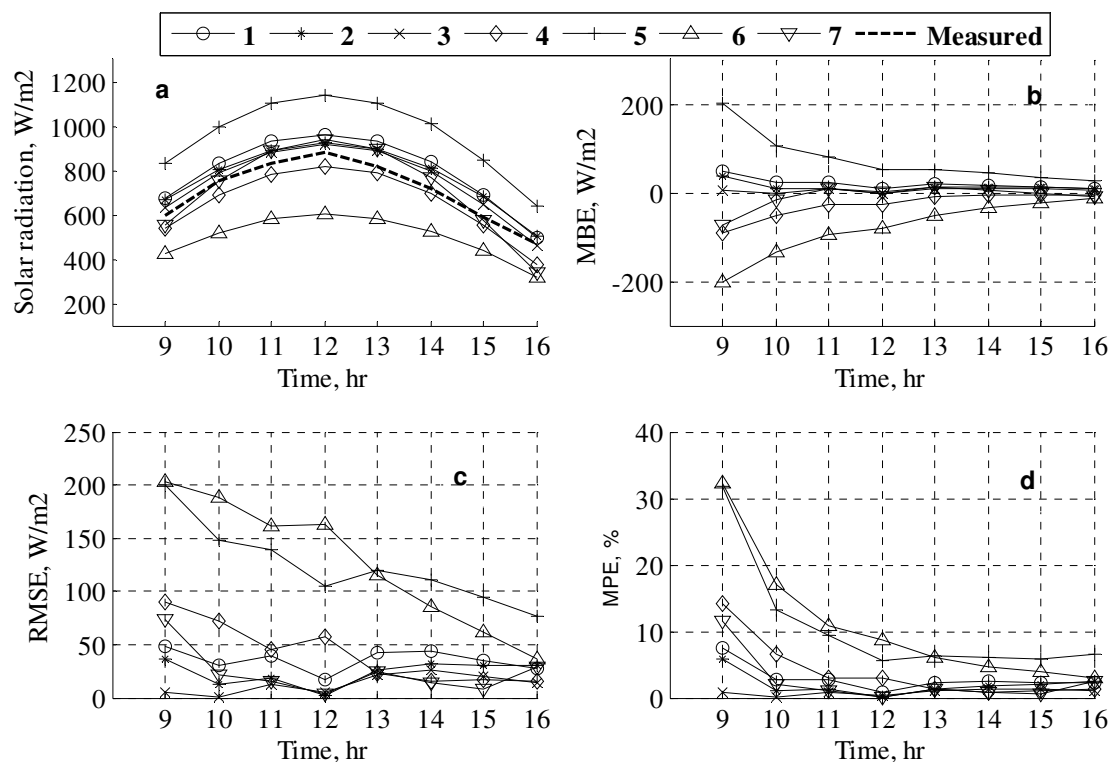 1 2 3 4 5 6 7 Measured
a
Solar radiation, W/m2
1200
1000
800
600
400
200
9 10 11 12 13 14 15 16
Time, hr
b
MBE, W/m2
200
0
-200
9 10 11 12 13 14 15 16
Time, hr
c
RMSE, W/m2
250
200
150
100
50
0
9 10 11 12 13 14 15 16
Time, hr
d
MPE, %
40
30
20
10
0
9 10 11 12 13 14 15 16
Time, hr